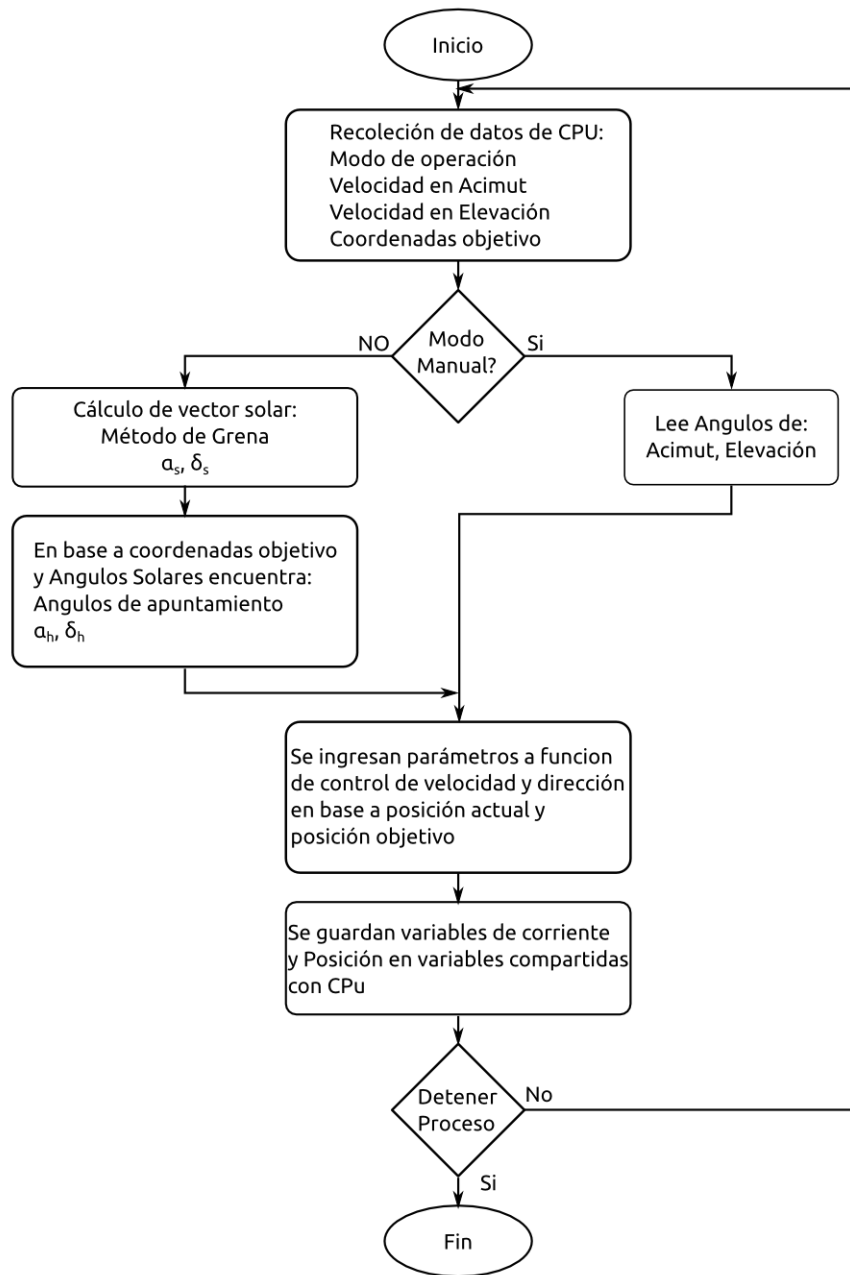 Inicio
Recoleción de datos de CPU:
Modo de operación
Velocidad en Acimut
Velocidad en Elevación
Coordenadas objetivo
Modo
Manual?
NO
Si
Cálculo de vector solar:
Método de Grena
αs, δs
Lee Angulos de:
Acimut, Elevación
En base a coordenadas objetivo
y Angulos Solares encuentra:
Angulos de apuntamiento
αh, δh
Se ingresan parámetros a funcion
de control de velocidad y dirección
en base a posición actual y
posición objetivo
Se guardan variables de corriente
y Posición en variables compartidas
con CPu
Detener
Proceso
No
Si
Fin